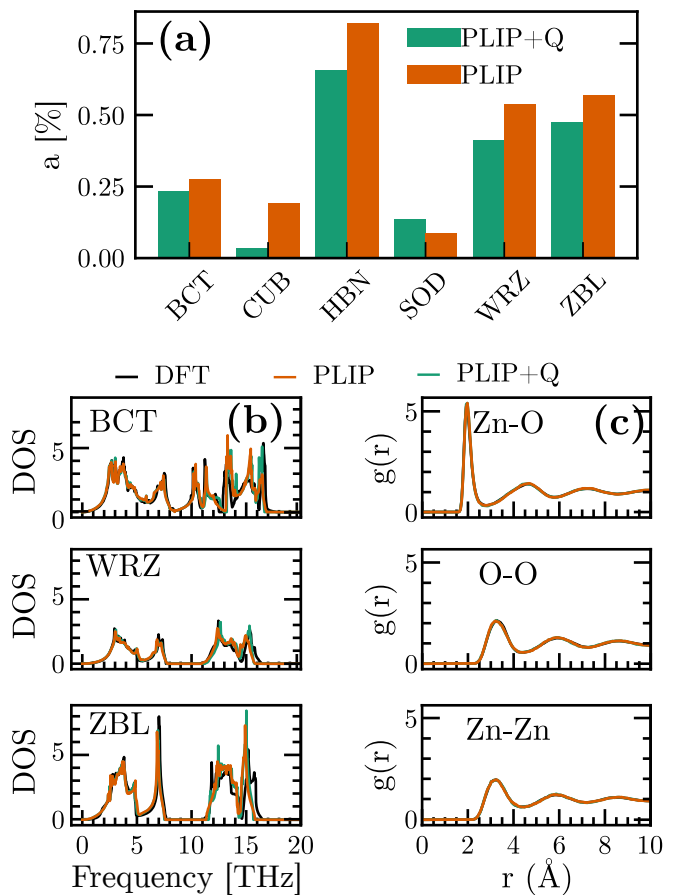 (a)
PLIP+Q
PLIP
a [%]
0.75
0.50
0.25
0.00
BCT
CUB
HBN
SOD
WRZ
ZBL
DFT
PLIP
PLIP+Q
BCT
(b)
DOS
5
0
WRZ
DOS
5
0
ZBL
DOS
5
0
0
5
10
15
20
Frequency [THz]
Zn-O
(c)
g(r)
5
0
O-O
g(r)
5
0
Zn-Zn
g(r)
5
0
0
2
4
6
8
10
r (Å)